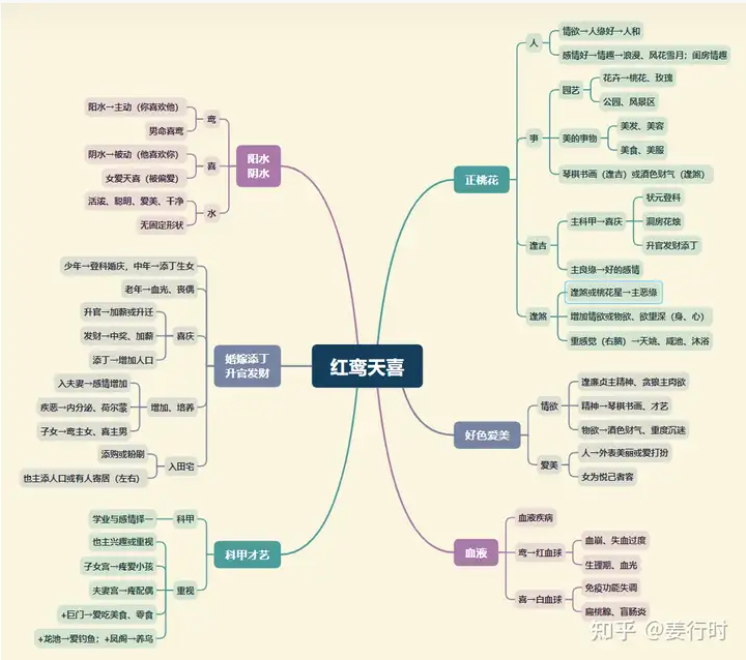 红鸾天喜
阳水
阴水
鸾
阳水→主动（你喜欢他）
男命喜鸾
喜
阴水→被动（他喜欢你）
女爱天喜（被偏爱）
水
活泼、聪明、爱美、干净
无固定形状
婚嫁添丁
升官发财
少年→登科婚庆、中年→添丁生女
老年→血光、丧偶
喜庆
升官→加薪或升迁
发财→中奖、加薪
添丁→增加人口
增加、培养
入夫妻→感情增加
疾恶→内分泌、荷尔蒙
子女→鸾主女、喜主男
入田宅
添购或粉刷
也主添人口或有人寄居（左右）
科甲才艺
科甲
学业与感情择一
重视
也主兴趣或重视
子女宫→疼爱小孩
夫妻宫→疼配偶
+巨门→爱吃美食、零食
+龙池→爱钓鱼；+凤阁→养鸟
正桃花
人
情欲→人缘好→人和
感情好→情趣→浪漫、风花雪月；闺房情趣
事
园艺
花卉→桃花、玫瑰
公园、风景区
美的事物
美发、美容
美食、美服
琴棋书画（逢吉）或酒色财气（逢煞）
逢吉
主科甲→喜庆
状元登科
洞房花烛
升官发财添丁
主良缘→好的感情
逢煞
逢煞或桃花星→主恶缘
增加情欲或物欲、欲望深（身、心）
重感觉（右脑）→天姚、咸池、沐浴
好色爱美
情欲
逢廉贞主精神、贪狼主肉欲
精神→琴棋书画、才艺
物欲→酒色财气、重度沉迷
爱美
人→外表美丽或爱打扮
女为悦己者容
血液
血液疾病
鸾→红血球
血崩、失血过度
生理期、血光
喜→白血球
免疫功能失调
扁桃腺、盲肠炎
知乎 @姜行时